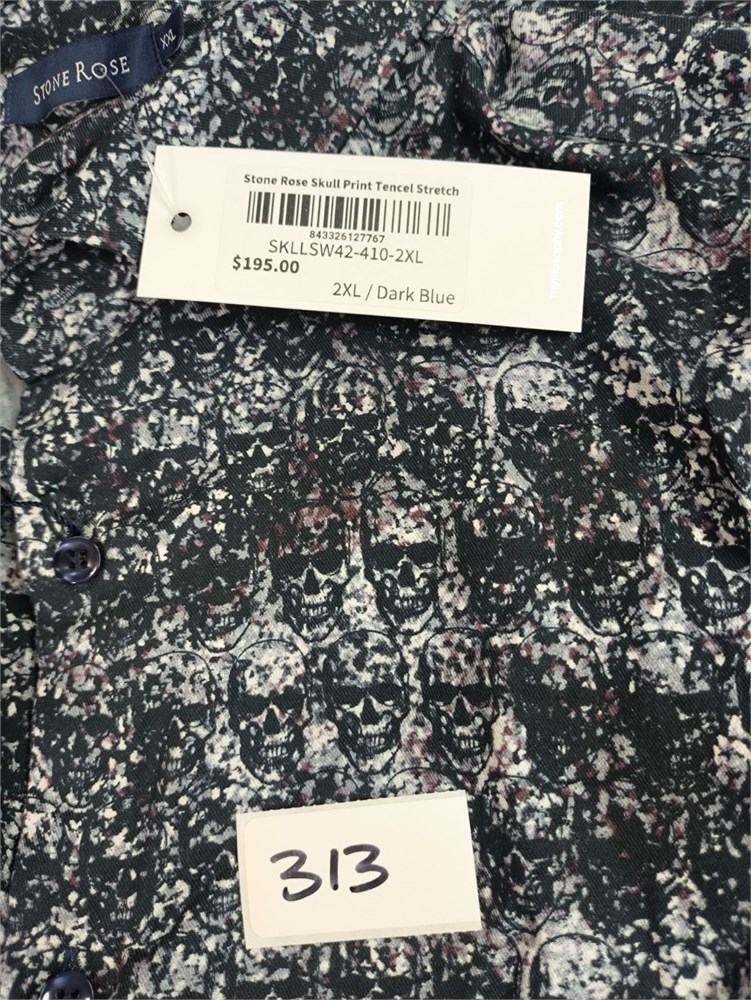 STONE ROSE
XXL
Stone Rose Skull Print Tencel Stretch
843326127767
SKLLSW42-410-2XL
$195.00
2XL / Dark Blue
313